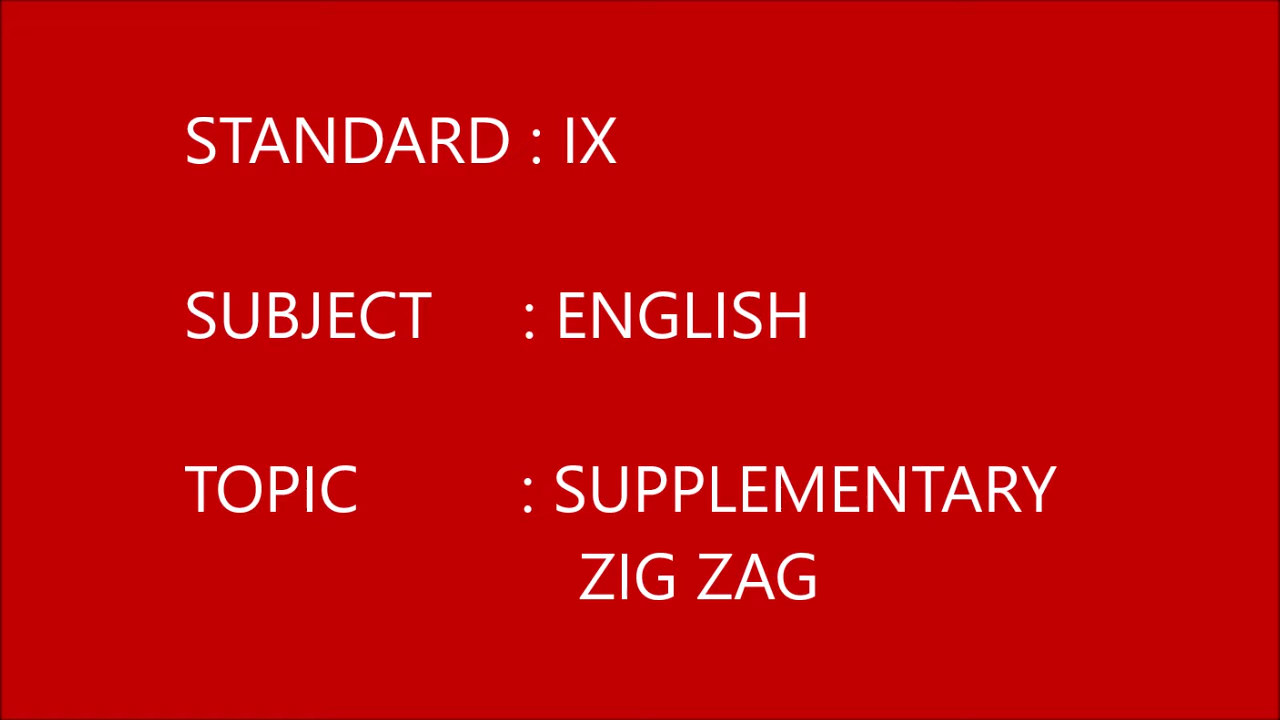 STANDARD : IX
SUBJECT : ENGLISH
TOPIC : SUPPLEMENTARY
ZIG ZAG